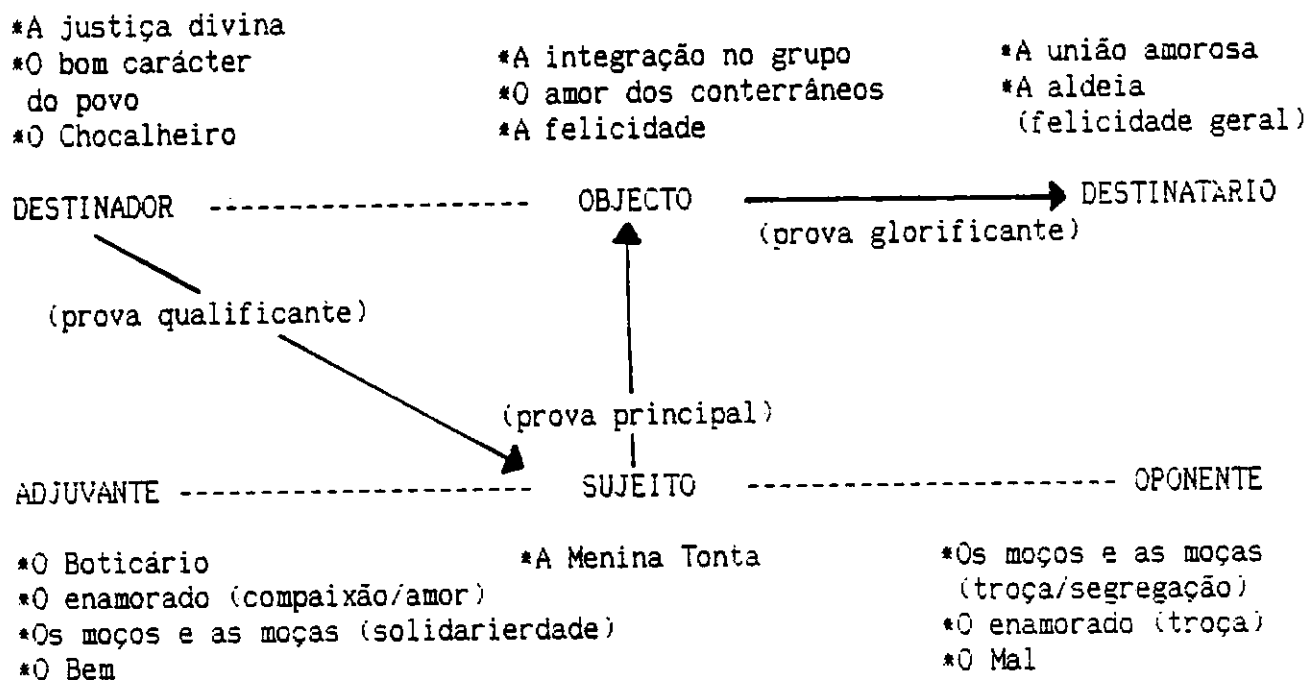 *A justiça divina
*O bom carácter
do povo
*O Chocalheiro
*A integração no grupo
*O amor dos conterrâneos
*A felicidade
*A união amorosa
*A aldeia
(felicidade geral)
DESTINADOR -------------------- OBJECTO DESTINATÀRIO
(prova glorificante)
(prova qualificante)
(prova principal)
ADJUVANTE ---------------------- SUJEITO ----------------------- OPONENTE
*O Boticário
*O enamorado (compaixão/amor)
*Os moços e as moças (solidarierdade)
*O Bem
*A Menina Tonta
*Os moços e as moças
(troça/segregação)
*O enamorado (troça)
*O Mal